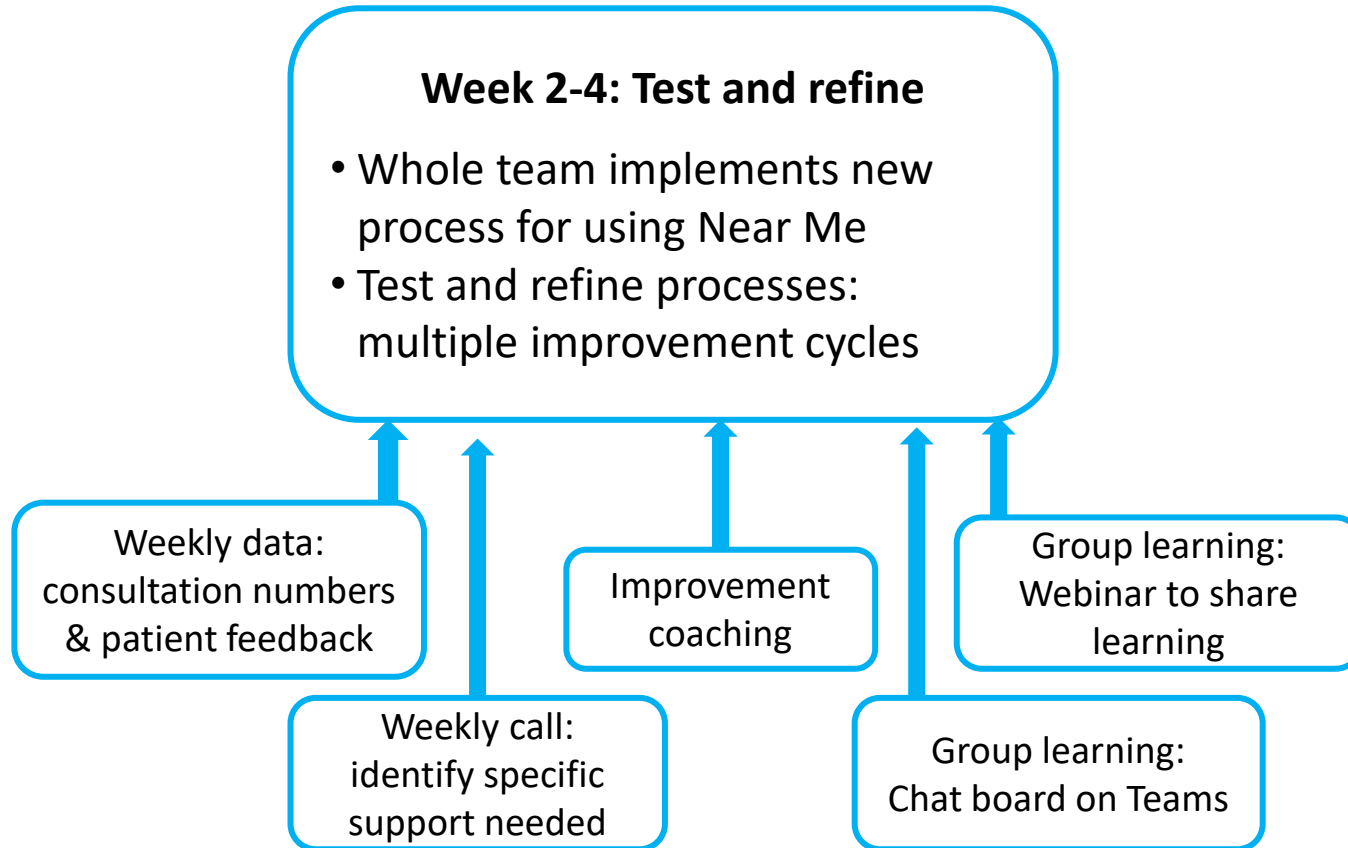 Week 2-4: Test and refine
• Whole team implements new
process for using Near Me
• Test and refine processes:
multiple improvement cycles
Weekly data:
consultation numbers
& patient feedback
Weekly call:
identify specific
support needed
Improvement
coaching
Group learning:
Chat board on Teams
Group learning:
Webinar to share
learning